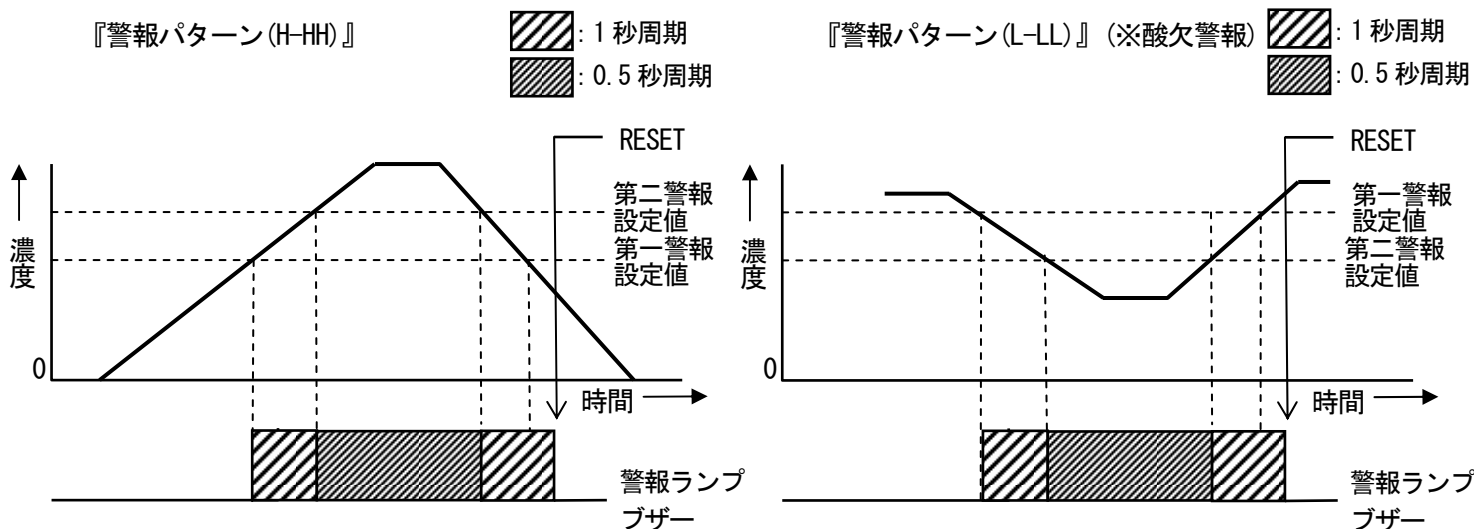 『警報パターン(H-HH)』
: 1 秒周期
: 0.5 秒周期
RESET
第二警報
設定値
第一警報
設定値
濃度
0
時間
警報ランプ
ブザー
『警報パターン(L-LL)』(※酸欠警報)
: 1 秒周期
: 0.5 秒周期
RESET
第一警報
設定値
第二警報
設定値
濃度
0
時間
警報ランプ
ブザー